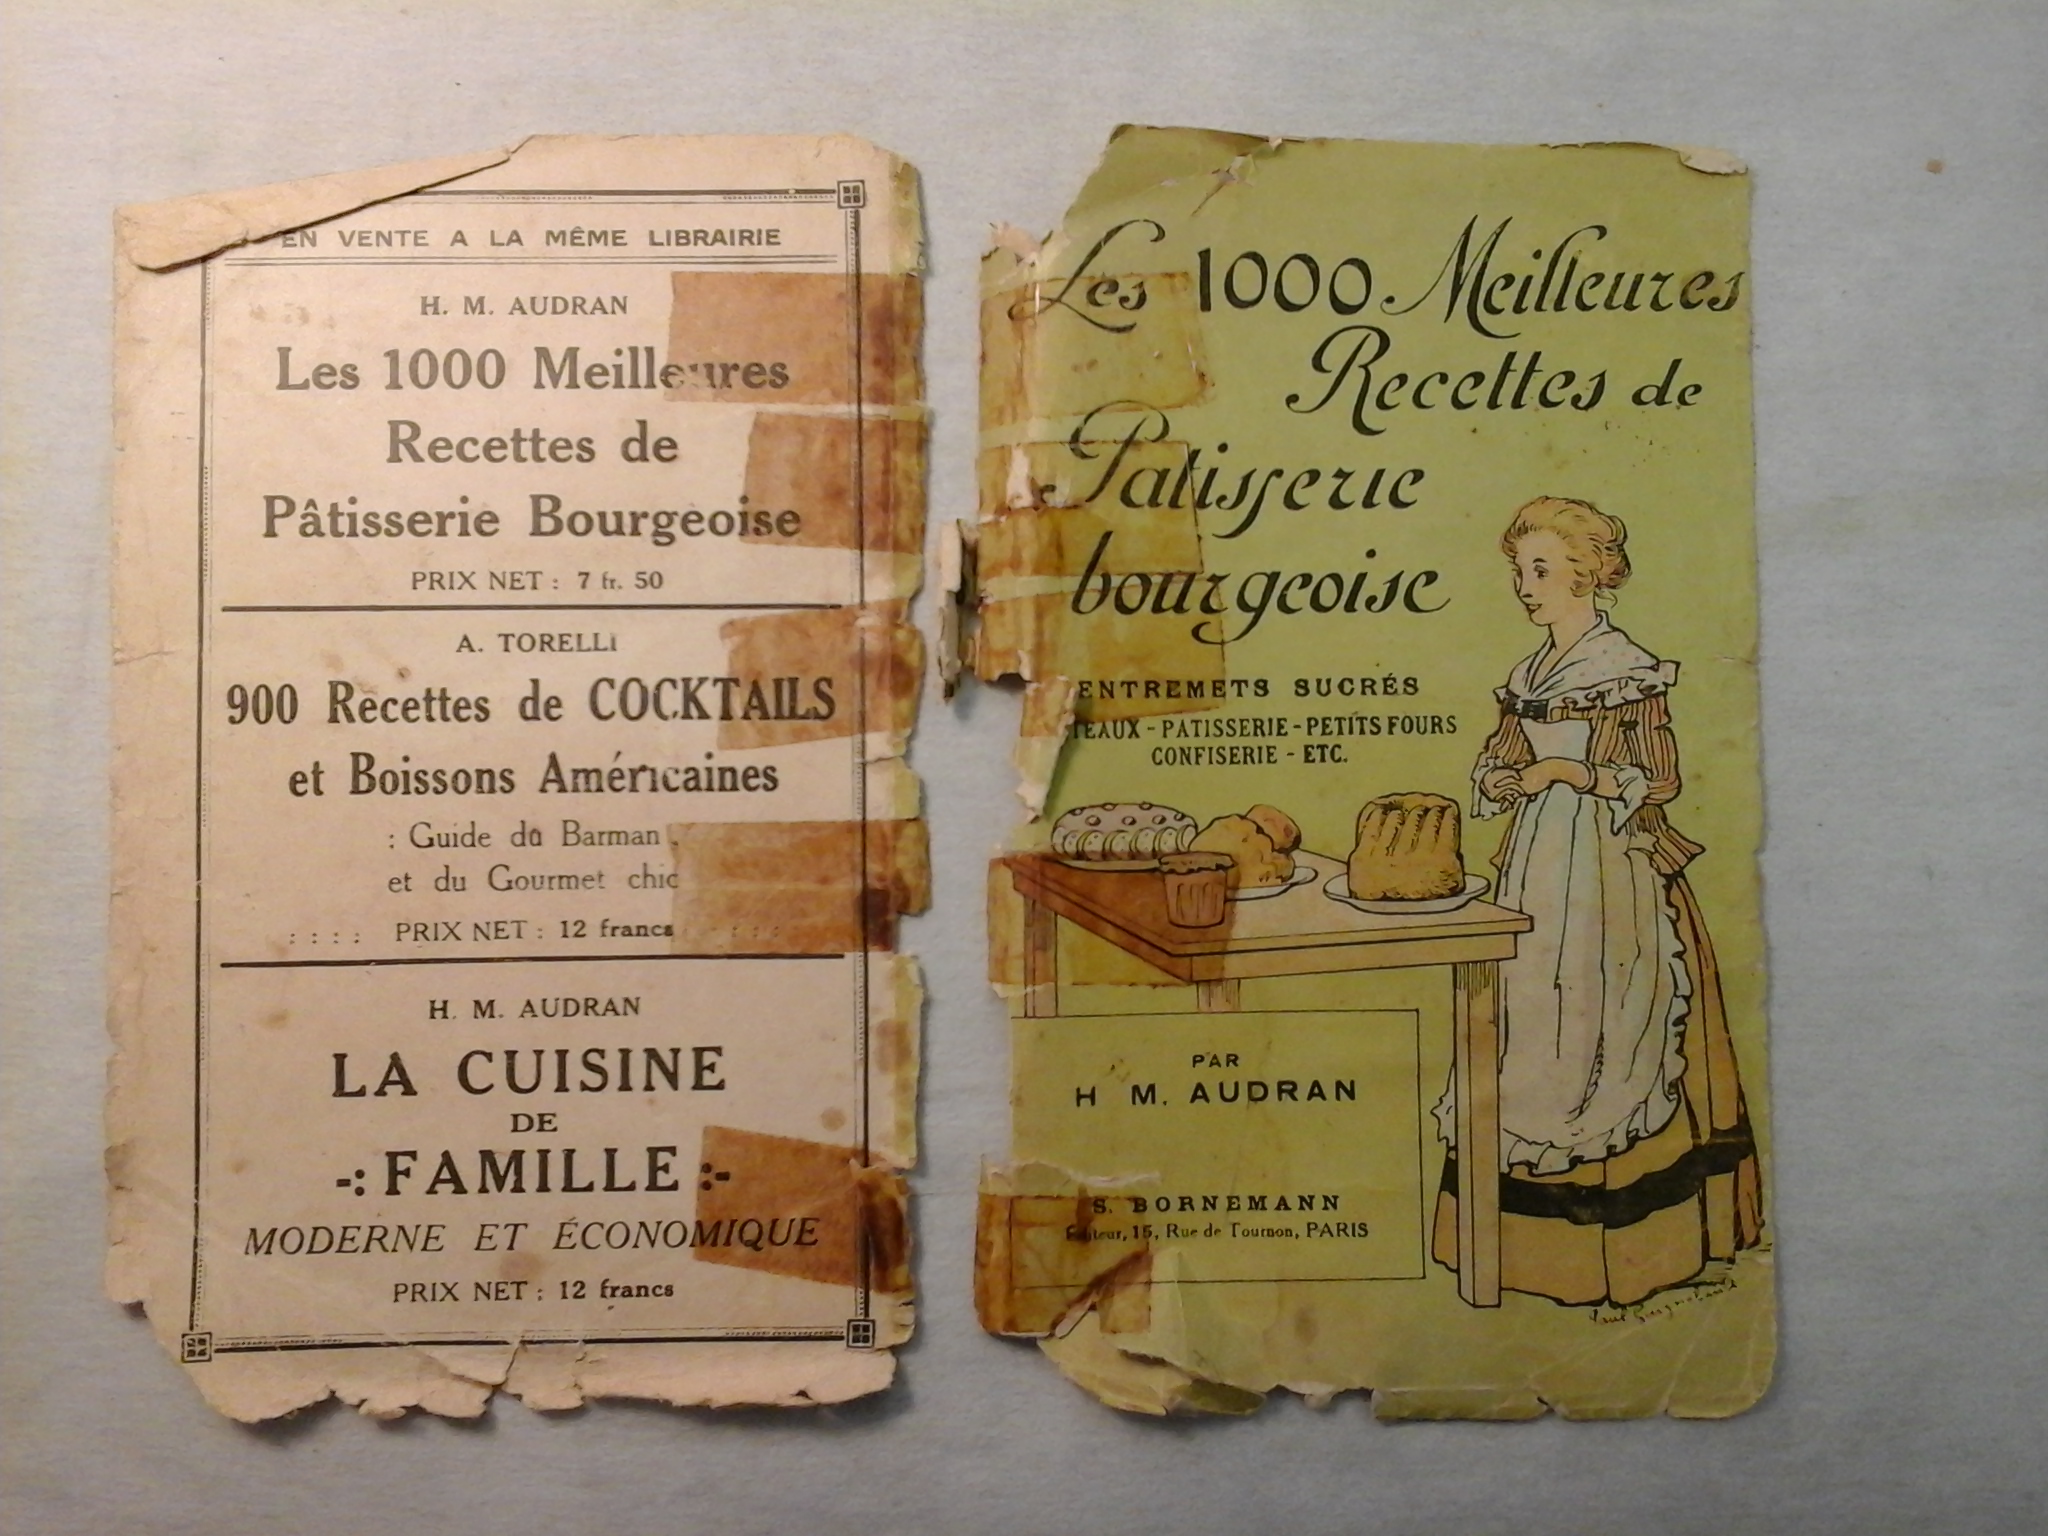 EN VENTE A LA MÊME LIBRAIRIE
H. M. AUDRAN
Les 1000 Meilleures
Recettes de
Pâtisserie Bourgeoise
PRIX NET : 7 fr. 50
A. TORELLI
900 Recettes de COCKTAILS
et Boissons Américaines
: Guide du Barman :
et du Gourmet chic
: : : : PRIX NET : 12 francs : : : :
H. M. AUDRAN
LA CUISINE
DE
-: FAMILLE :-
MODERNE ET ÉCONOMIQUE
PRIX NET : 12 francs
Les 1000 Meilleures
Recettes de
Patisserie
bourgeoise
ENTREMETS SUCRÉS
TEAUX - PATISSERIE - PETITS FOURS
CONFISERIE - ETC.
PAR
H M. AUDRAN
S. BORNEMANN
Editeur, 15, Rue de Tournon, PARIS